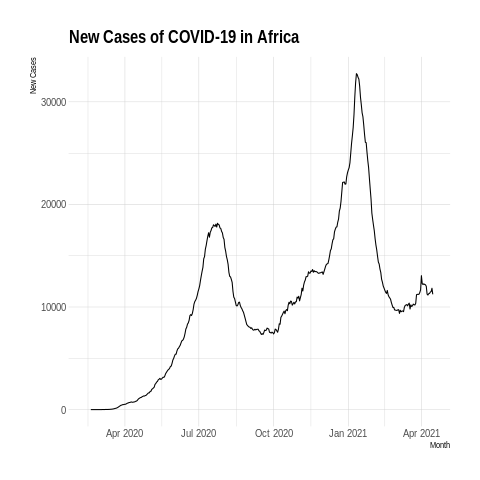 New Cases of COVID-19 in Africa
New Cases
30000
20000
10000
0
Apr 2020 Jul 2020 Oct 2020 Jan 2021 Apr 2021
Month